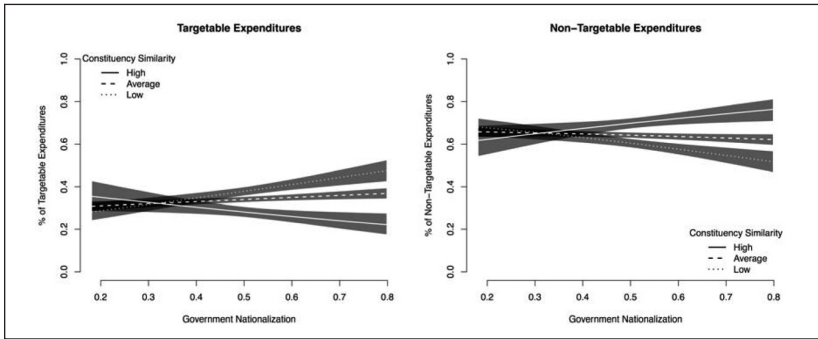 Targetable Expenditures
Constituency Similarity
High
Average
Low
% of Targetable Expenditures
0.0
0.2
0.4
0.6
0.8
1.0
0.2 0.3 0.4 0.5 0.6 0.7 0.8
Government Nationalization
Non-Targetable Expenditures
% of Non-Targetable Expenditures
0.0
0.2
0.4
0.6
0.8
1.0
Constituency Similarity
High
Average
Low
0.2 0.3 0.4 0.5 0.6 0.7 0.8
Government Nationalization